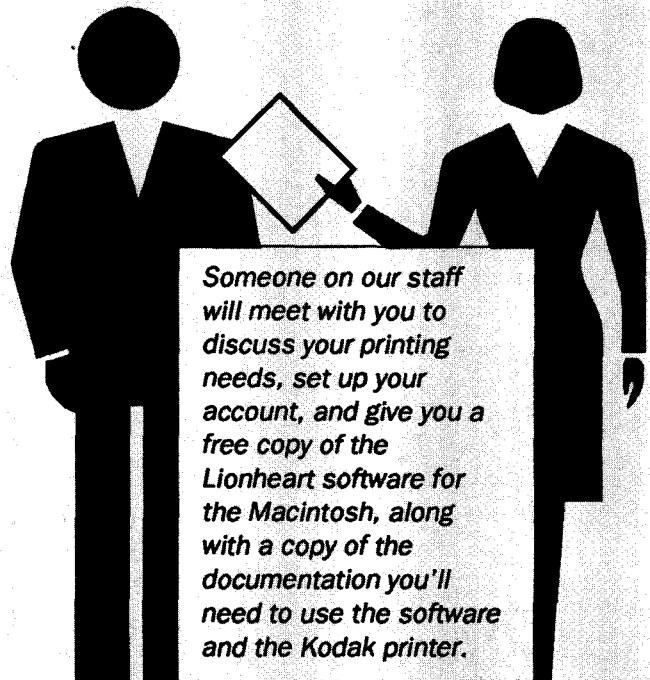 Someone on our staff
will meet with you to
discuss your printing
needs, set up your
account, and give you a
free copy of the
Lionheart software for
the Macintosh, along
with a copy of the
documentation you'll
need to use the software
and the Kodak printer.